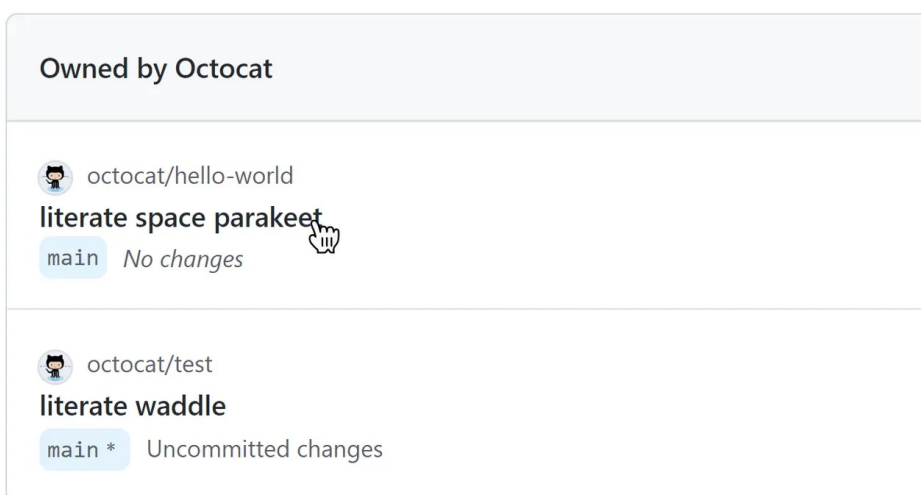 Owned by Octocat
octocat/hello-world
literate space parakeet
main No changes
octocat/test
literate waddle
main * Uncommitted changes